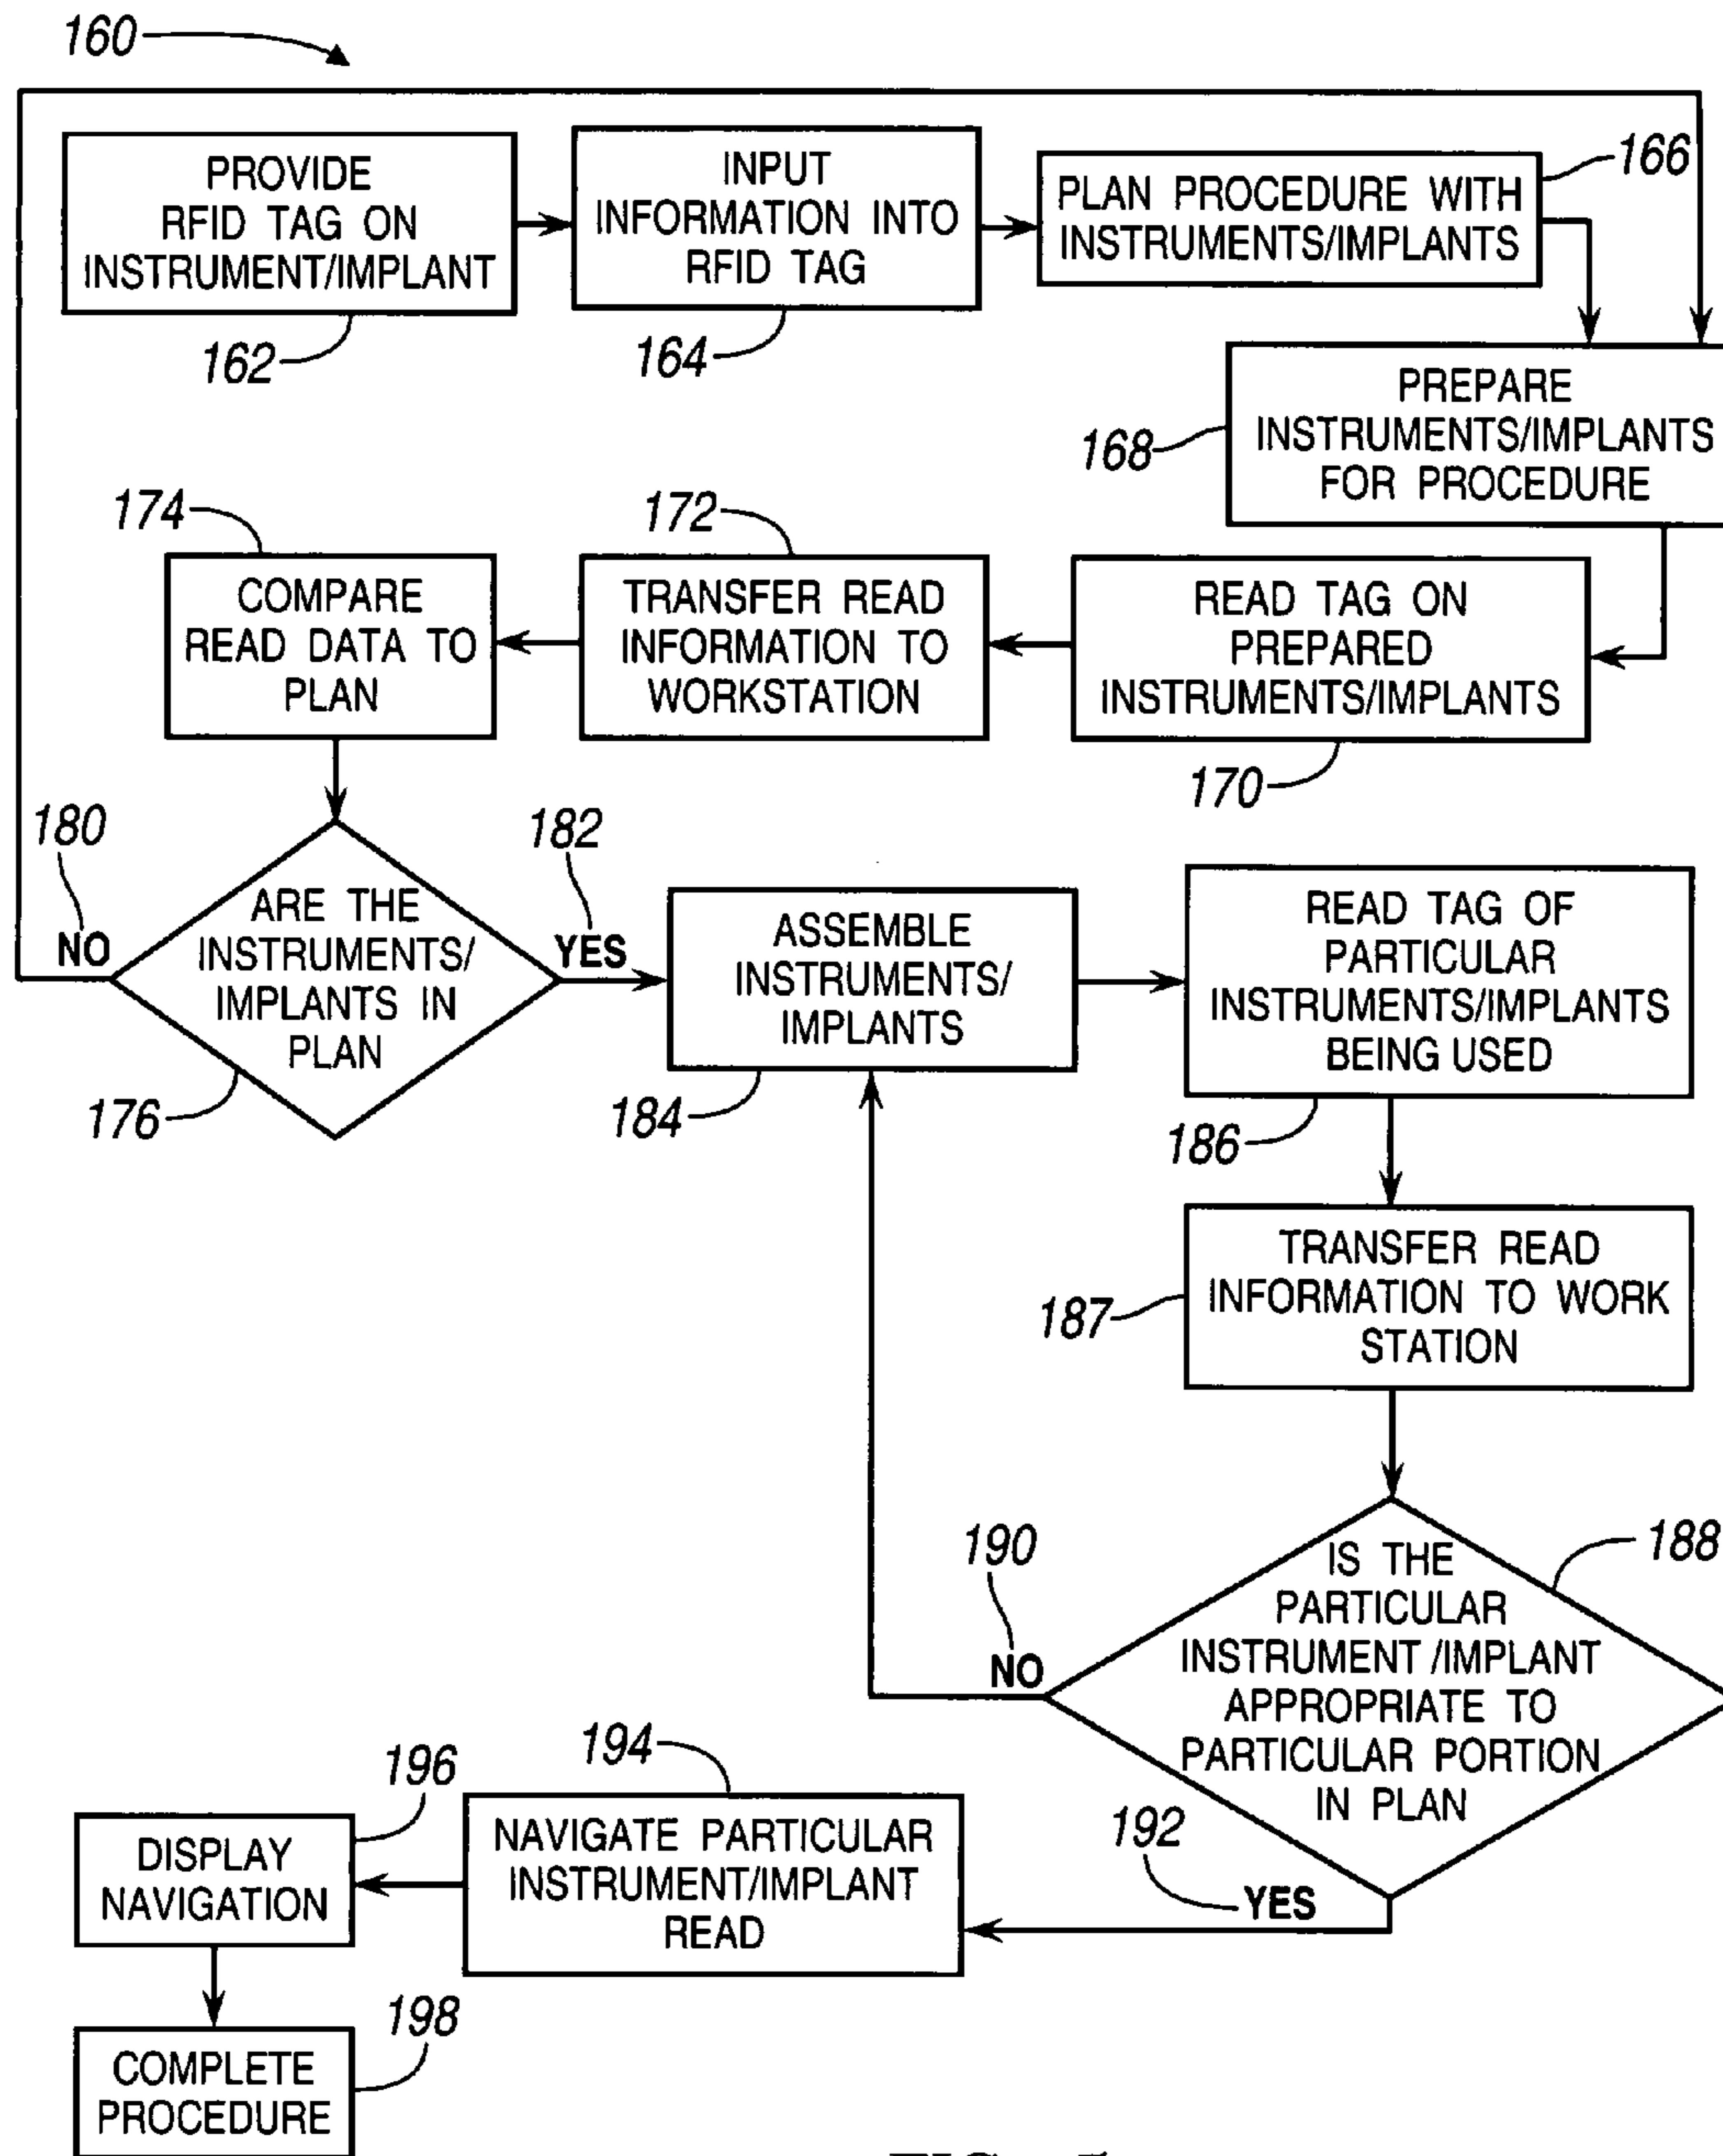 160
PROVIDE
RFID TAG ON
INSTRUMENT/IMPLANT
162
INPUT
INFORMATION INTO
RFID TAG
164
PLAN PROCEDURE WITH
INSTRUMENTS/IMPLANTS
166
PREPARE
INSTRUMENTS/IMPLANTS
FOR PROCEDURE
168
READ TAG ON
PREPARED
INSTRUMENTS/IMPLANTS
170
TRANSFER READ
INFORMATION TO
WORKSTATION
172
COMPARE
READ DATA TO
PLAN
174
ARE THE
INSTRUMENTS/
IMPLANTS IN
PLAN
176
180
NO
182
YES
ASSEMBLE
INSTRUMENTS/
IMPLANTS
184
READ TAG OF
PARTICULAR
INSTRUMENTS/IMPLANTS
BEING USED
186
TRANSFER READ
INFORMATION TO WORK
STATION
187
IS THE
PARTICULAR
INSTRUMENT/IMPLANT
APPROPRIATE TO
PARTICULAR PORTION
IN PLAN
188
190
NO
192
YES
NAVIGATE PARTICULAR
INSTRUMENT/IMPLANT
READ
194
DISPLAY
NAVIGATION
196
COMPLETE
PROCEDURE
198